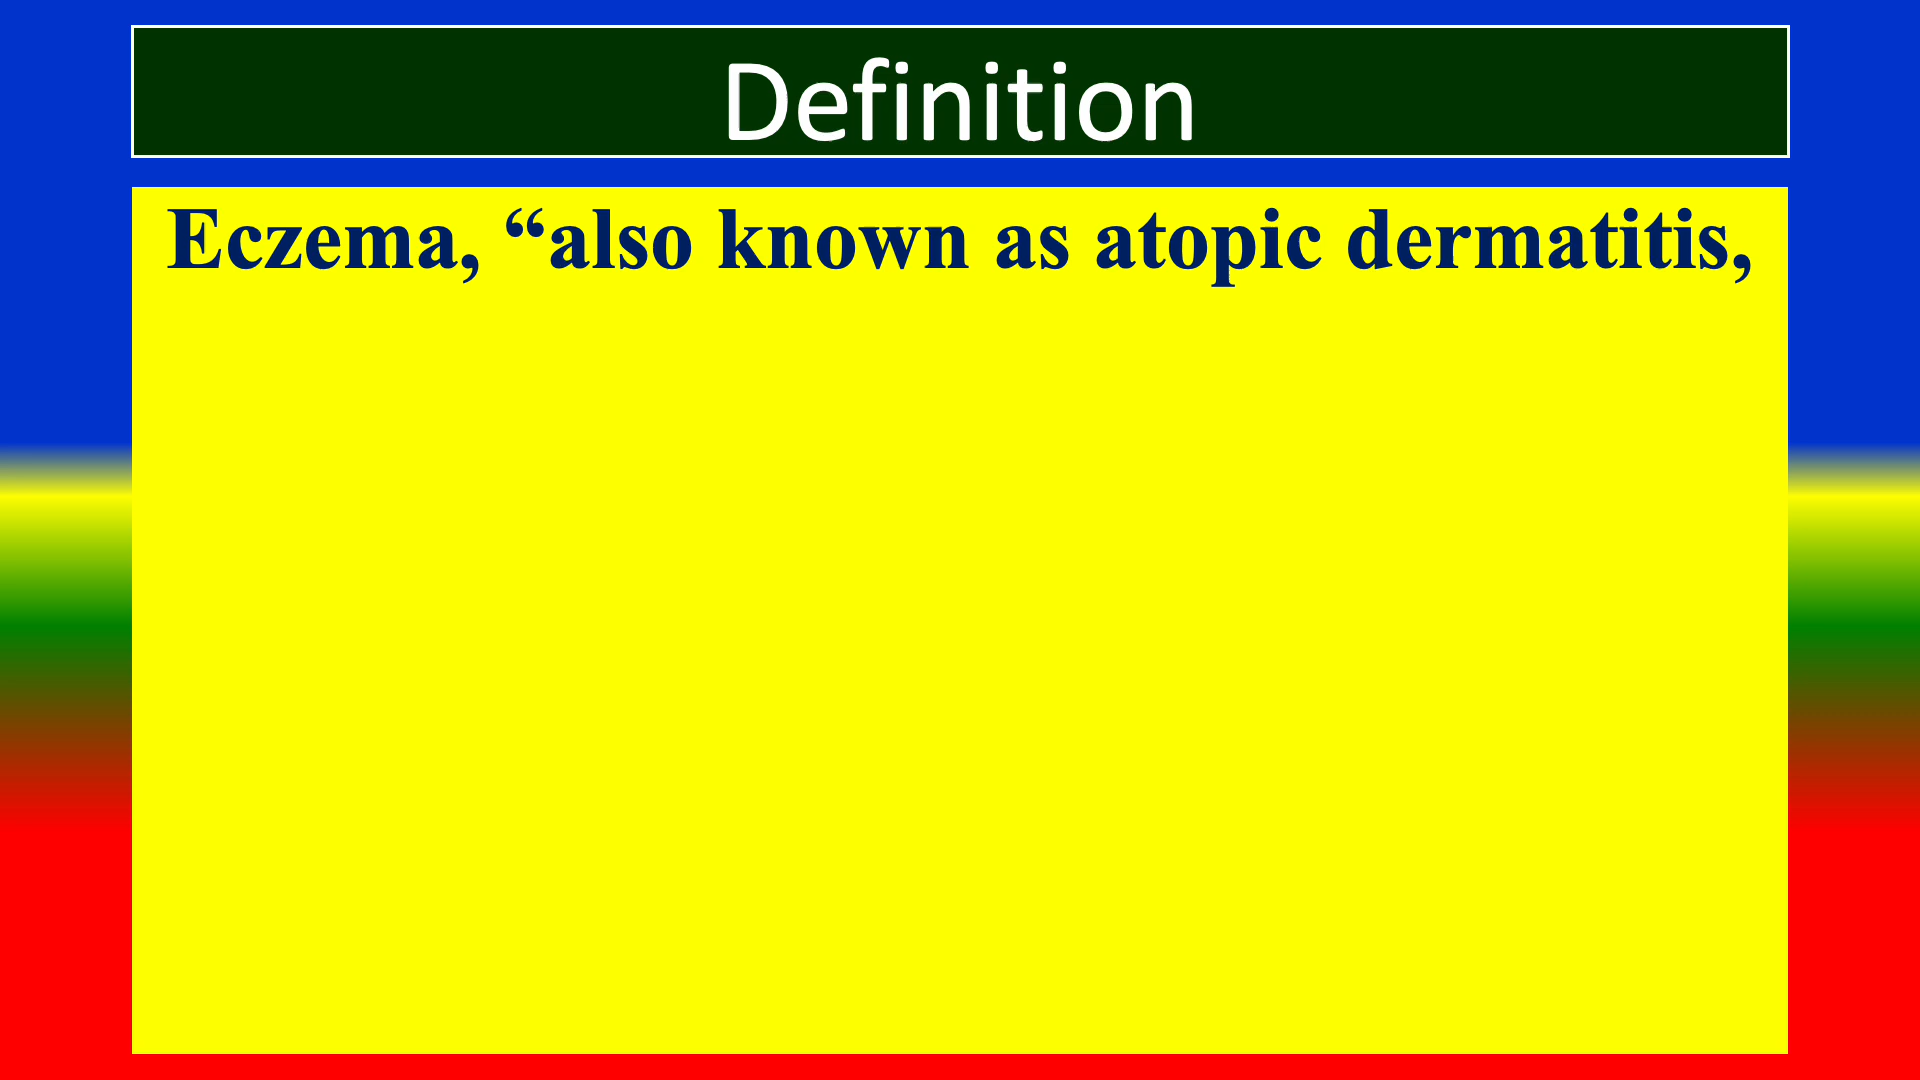 Definition
Eczema, “also known as atopic dermatitis,